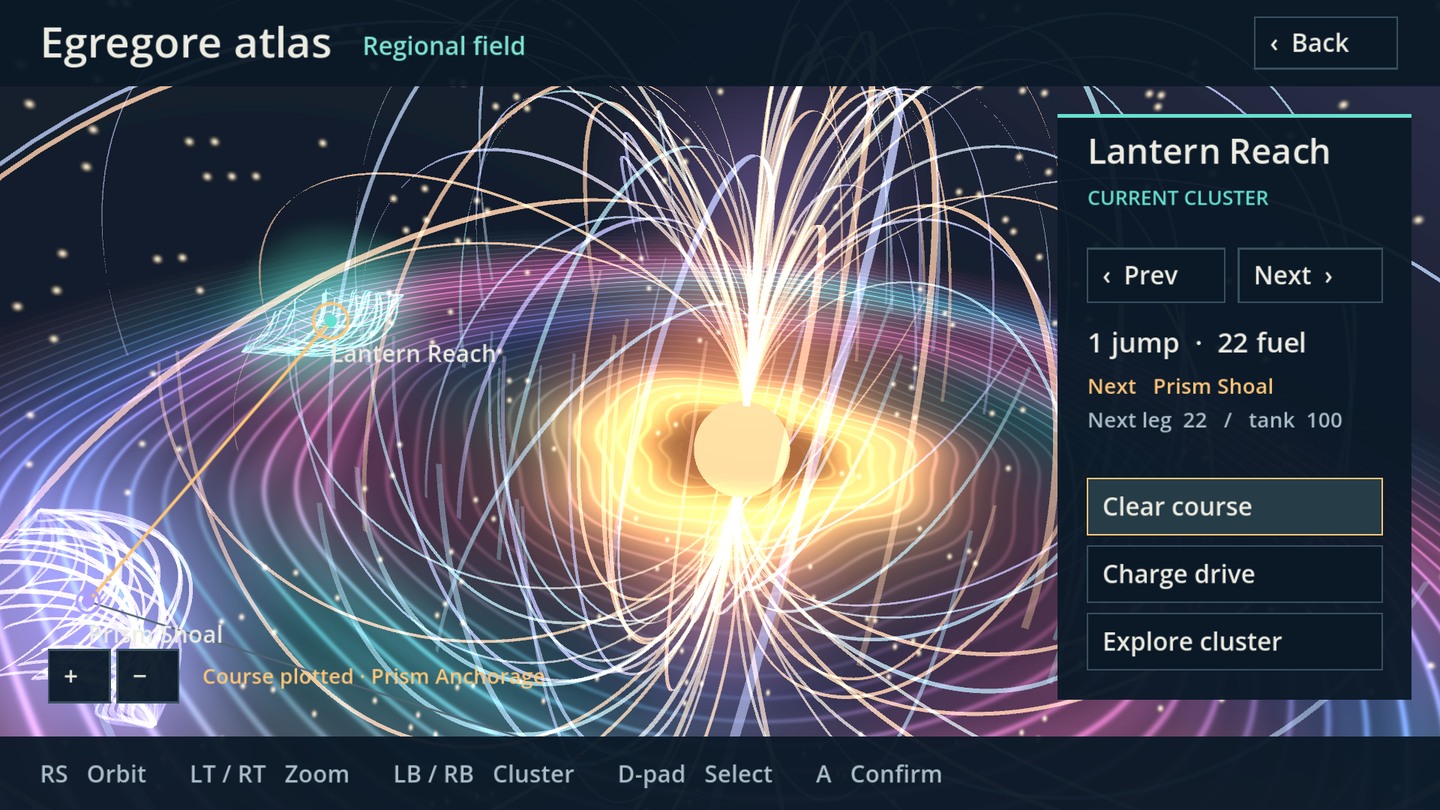 Egregore atlas
Regional field
‹ Back
Lantern Reach
CURRENT CLUSTER
‹ Prev
Next ›
1 jump · 22 fuel
Next Prism Shoal
Next leg 22 / tank 100
Clear course
Charge drive
Explore cluster
Lantern Reach
Prism Shoal
+ −
Course plotted · Prism Anchorage
RS Orbit LT / RT Zoom LB / RB Cluster D-pad Select A Confirm